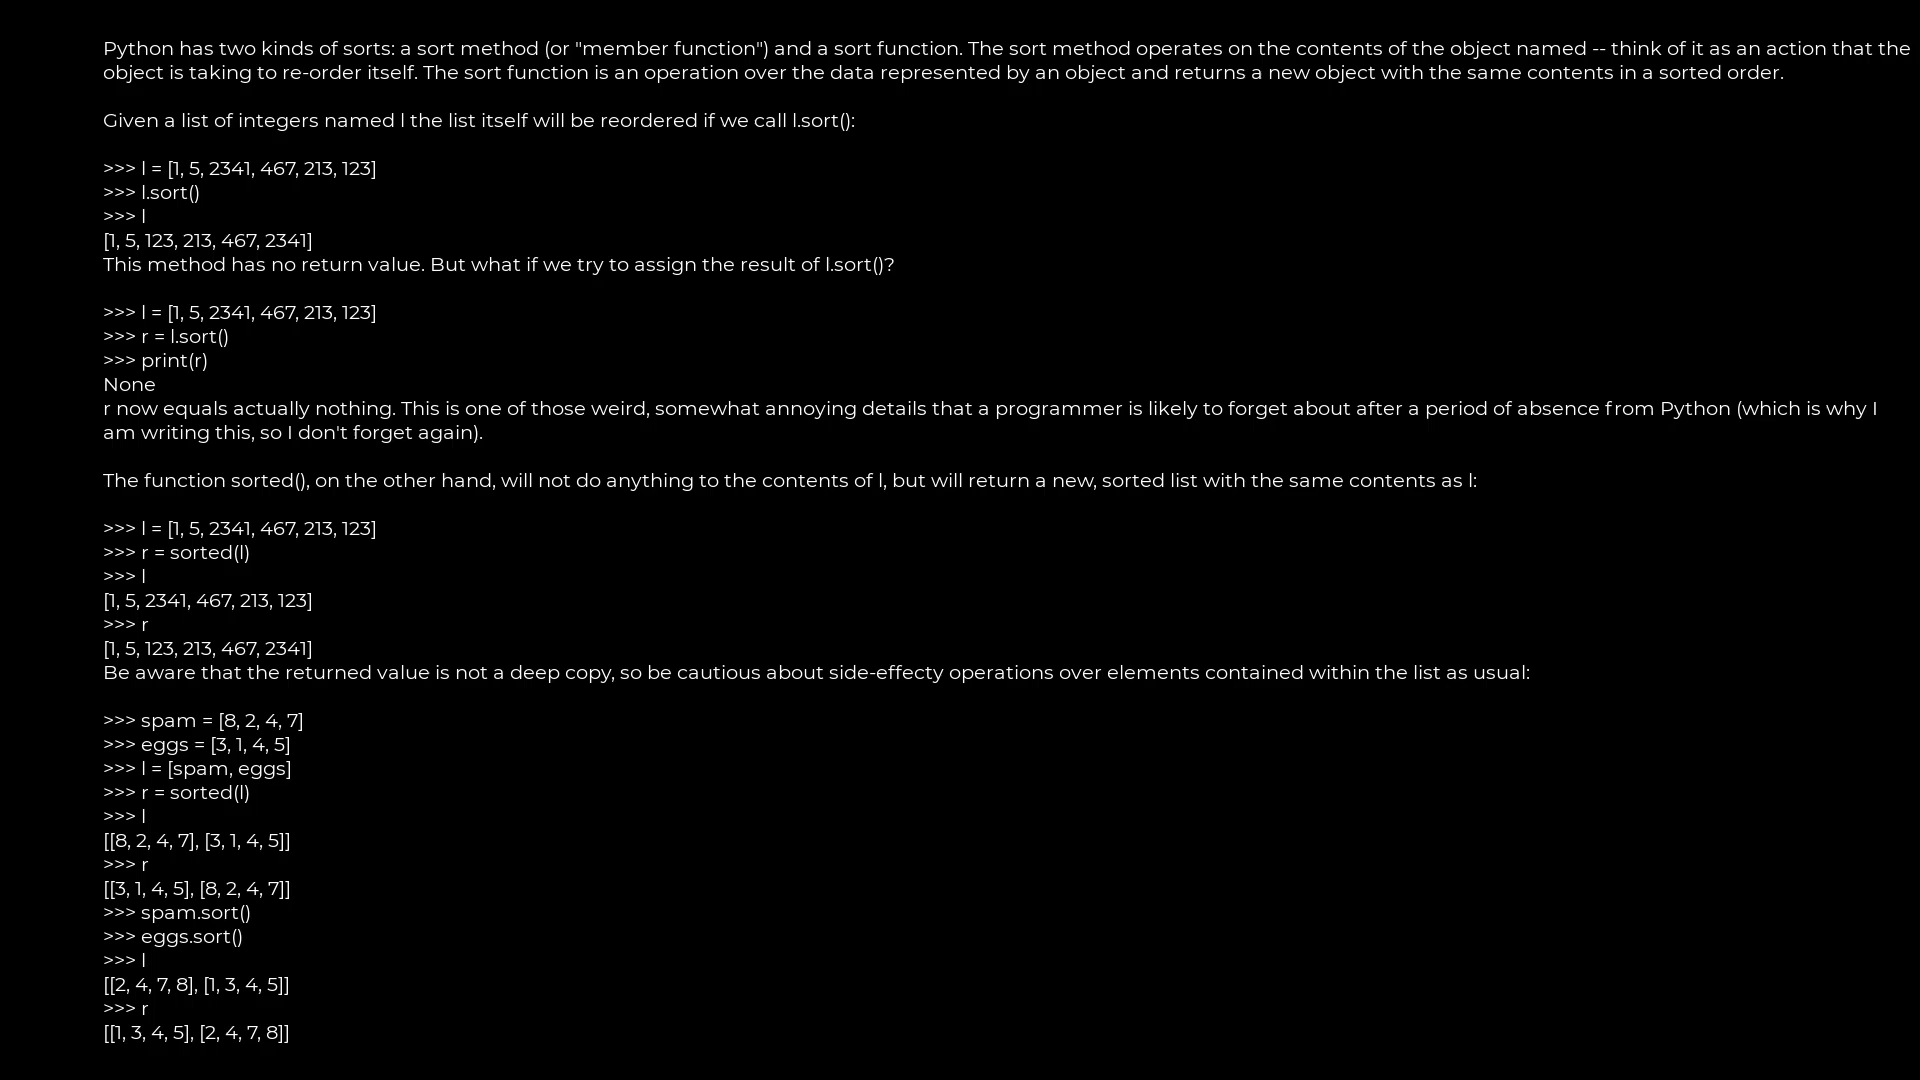 Python has two kinds of sorts: a sort method (or "member function") and a sort function. The sort method operates on the contents of the object named -- think of it as an action that the
object is taking to re-order itself. The sort function is an operation over the data represented by an object and returns a new object with the same contents in a sorted order.
Given a list of integers named l the list itself will be reordered if we call l.sort():
>>> l = [1, 5, 2341, 467, 213, 123]
>>> l.sort()
>>> l
[1, 5, 123, 213, 467, 2341]
This method has no return value. But what if we try to assign the result of l.sort()?
>>> l = [1, 5, 2341, 467, 213, 123]
>>> r = l.sort()
>>> print(r)
None
r now equals actually nothing. This is one of those weird, somewhat annoying details that a programmer is likely to forget about after a period of absence from Python (which is why I
am writing this, so I don't forget again).
The function sorted(), on the other hand, will not do anything to the contents of l, but will return a new, sorted list with the same contents as l:
>>> l = [1, 5, 2341, 467, 213, 123]
>>> r = sorted(l)
>>> l
[1, 5, 2341, 467, 213, 123]
>>> r
[1, 5, 123, 213, 467, 2341]
Be aware that the returned value is not a deep copy, so be cautious about side-effecty operations over elements contained within the list as usual:
>>> spam = [8, 2, 4, 7]
>>> eggs = [3, 1, 4, 5]
>>> l = [spam, eggs]
>>> r = sorted(l)
>>> l
[[8, 2, 4, 7], [3, 1, 4, 5]]
>>> r
[[3, 1, 4, 5], [8, 2, 4, 7]]
>>> spam.sort()
>>> eggs.sort()
>>> l
[[2, 4, 7, 8], [1, 3, 4, 5]]
>>> r
[[1, 3, 4, 5], [2, 4, 7, 8]]